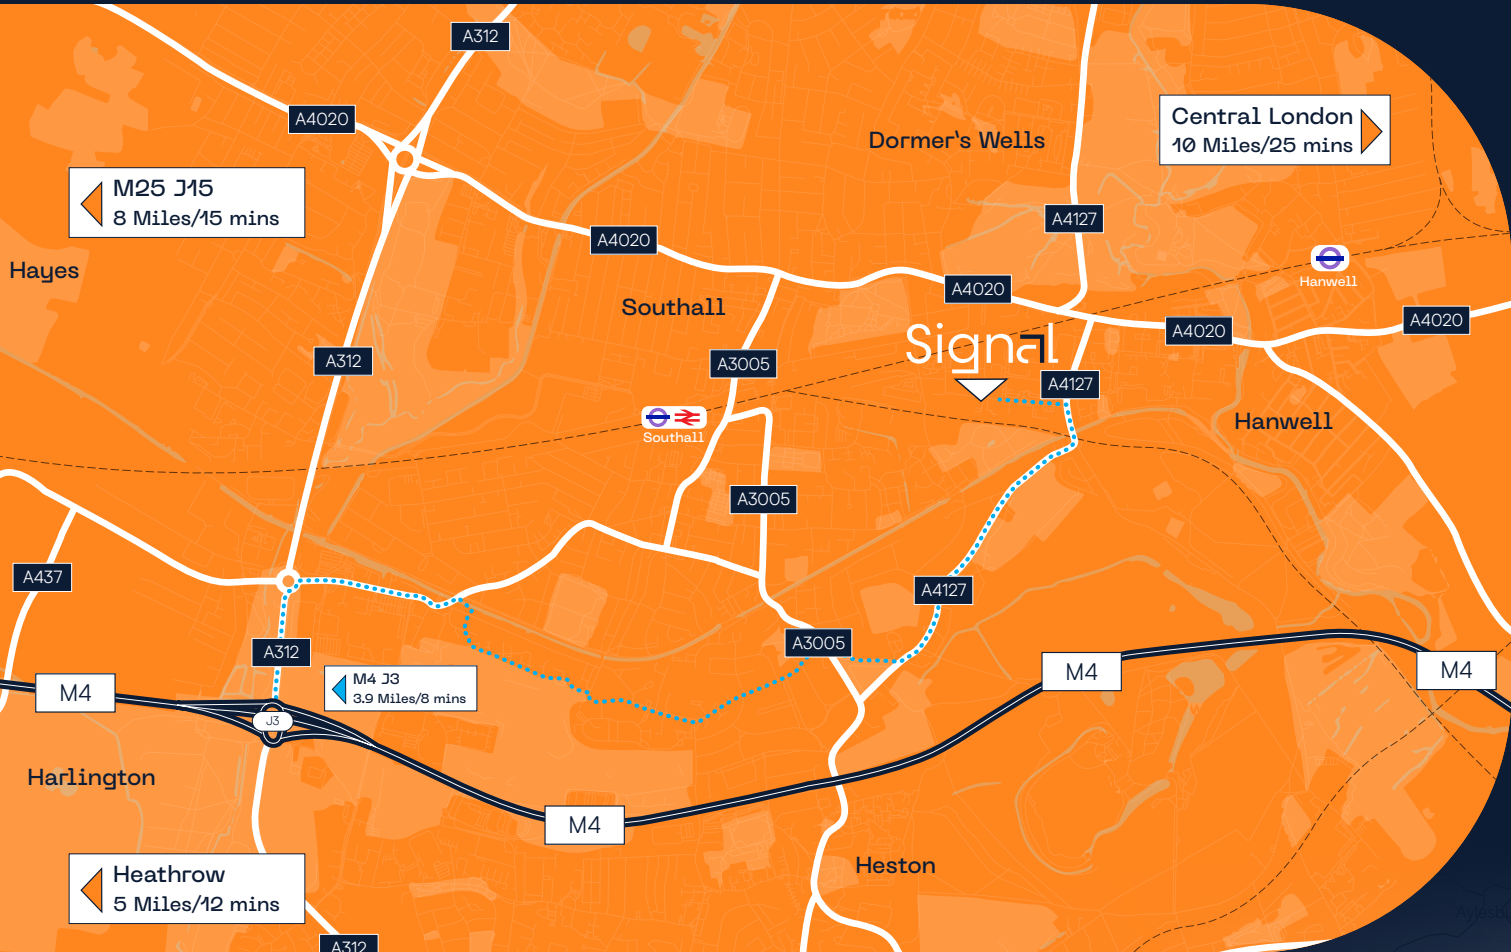 A312
A4020
Central London
10 Miles/25 mins
Dormer's Wells
M25 J15
8 Miles/15 mins
A4127
A4020
Hayes
Hanwell
A4020
Southall
A4020
A4020
Signal
A312
A3005
A4127
Southall
Hanwell
A3005
A437
A4127
A312
A3005
M4 J3
3.9 Miles/8 mins
M4
M4
M4
J3
Harlington
M4
Heston
Heathrow
5 Miles/12 mins
A312